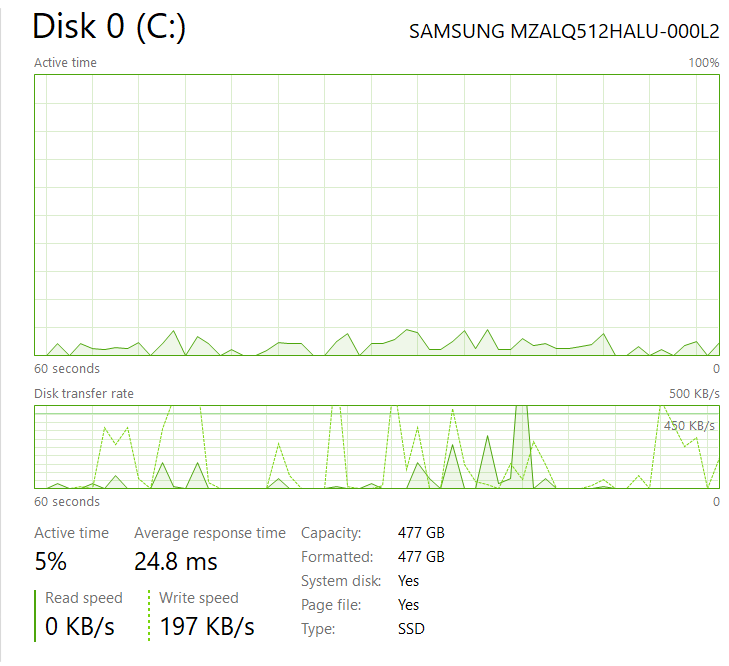 Disk 0 (C:)
SAMSUNG MZALQ512HALU-000L2
Active time
100%
60 seconds
0
Disk transfer rate
500 KB/s
450 KB/s
60 seconds
0
Active time
5%
Average response time
24.8 ms
Read speed
0 KB/s
Write speed
197 KB/s
Capacity: 477 GB
Formatted: 477 GB
System disk: Yes
Page file: Yes
Type: SSD